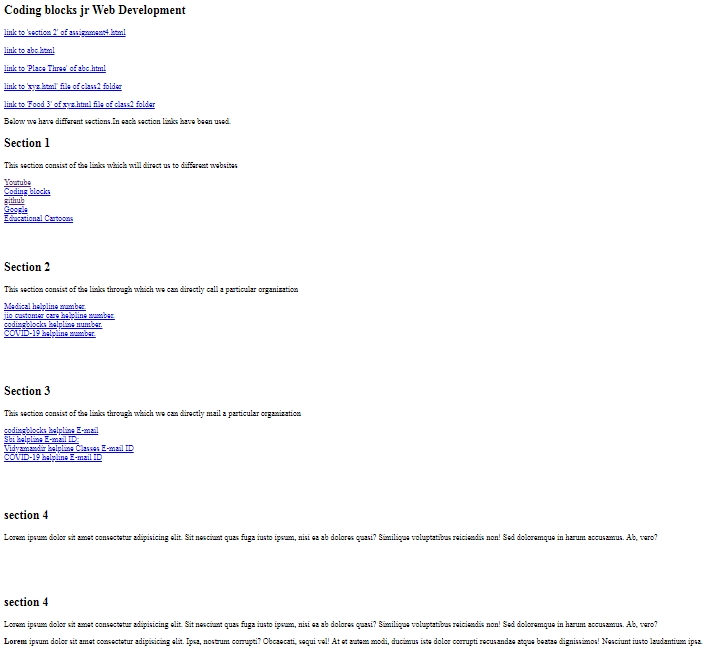 Coding blocks jr Web Development
link to 'section 2' of assignment4.html
link to abc.html
link to 'Place Three' of abc.html
link to 'xyz.html' file of class2 folder
link to 'Food 3' of xyz.html file of class2 folder
Below we have different sections.In each section links have been used.
Section 1
This section consist of the links which will direct us to different websites
Youtube
Coding blocks
github
Google
Educational Cartoons
Section 2
This section consist of the links through which we can directly call a particular organization
Medical helpline number.
jio customer care helpline number.
codingblocks helpline number.
COVID-19 helpline number.
Section 3
This section consist of the links through which we can directly mail a particular organization
codingblocks helpline E-mail
Sbi helpline E-mail ID:
Vidyamandir helpline Classes E-mail ID
COVID-19 helpline E-mail ID
section 4
Lorem ipsum dolor sit amet consectetur adipisicing elit. Sit nesciunt quas fuga iusto ipsum, nisi ea ab dolores quasi? Similique voluptatibus reiciendis non! Sed doloremque in harum accusamus. Ab, vero?
section 4
Lorem ipsum dolor sit amet consectetur adipisicing elit. Sit nesciunt quas fuga iusto ipsum, nisi ea ab dolores quasi? Similique voluptatibus reiciendis non! Sed doloremque in harum accusamus. Ab, vero?
Lorem ipsum dolor sit amet consectetur adipisicing elit. Ipsa, nostrum corrupti? Obcaecati, sequi vel! At et autem modi, ducimus iste dolor corrupti recusandae atque beatae dignissimos! Nesciunt iusto laudantium ipsa.